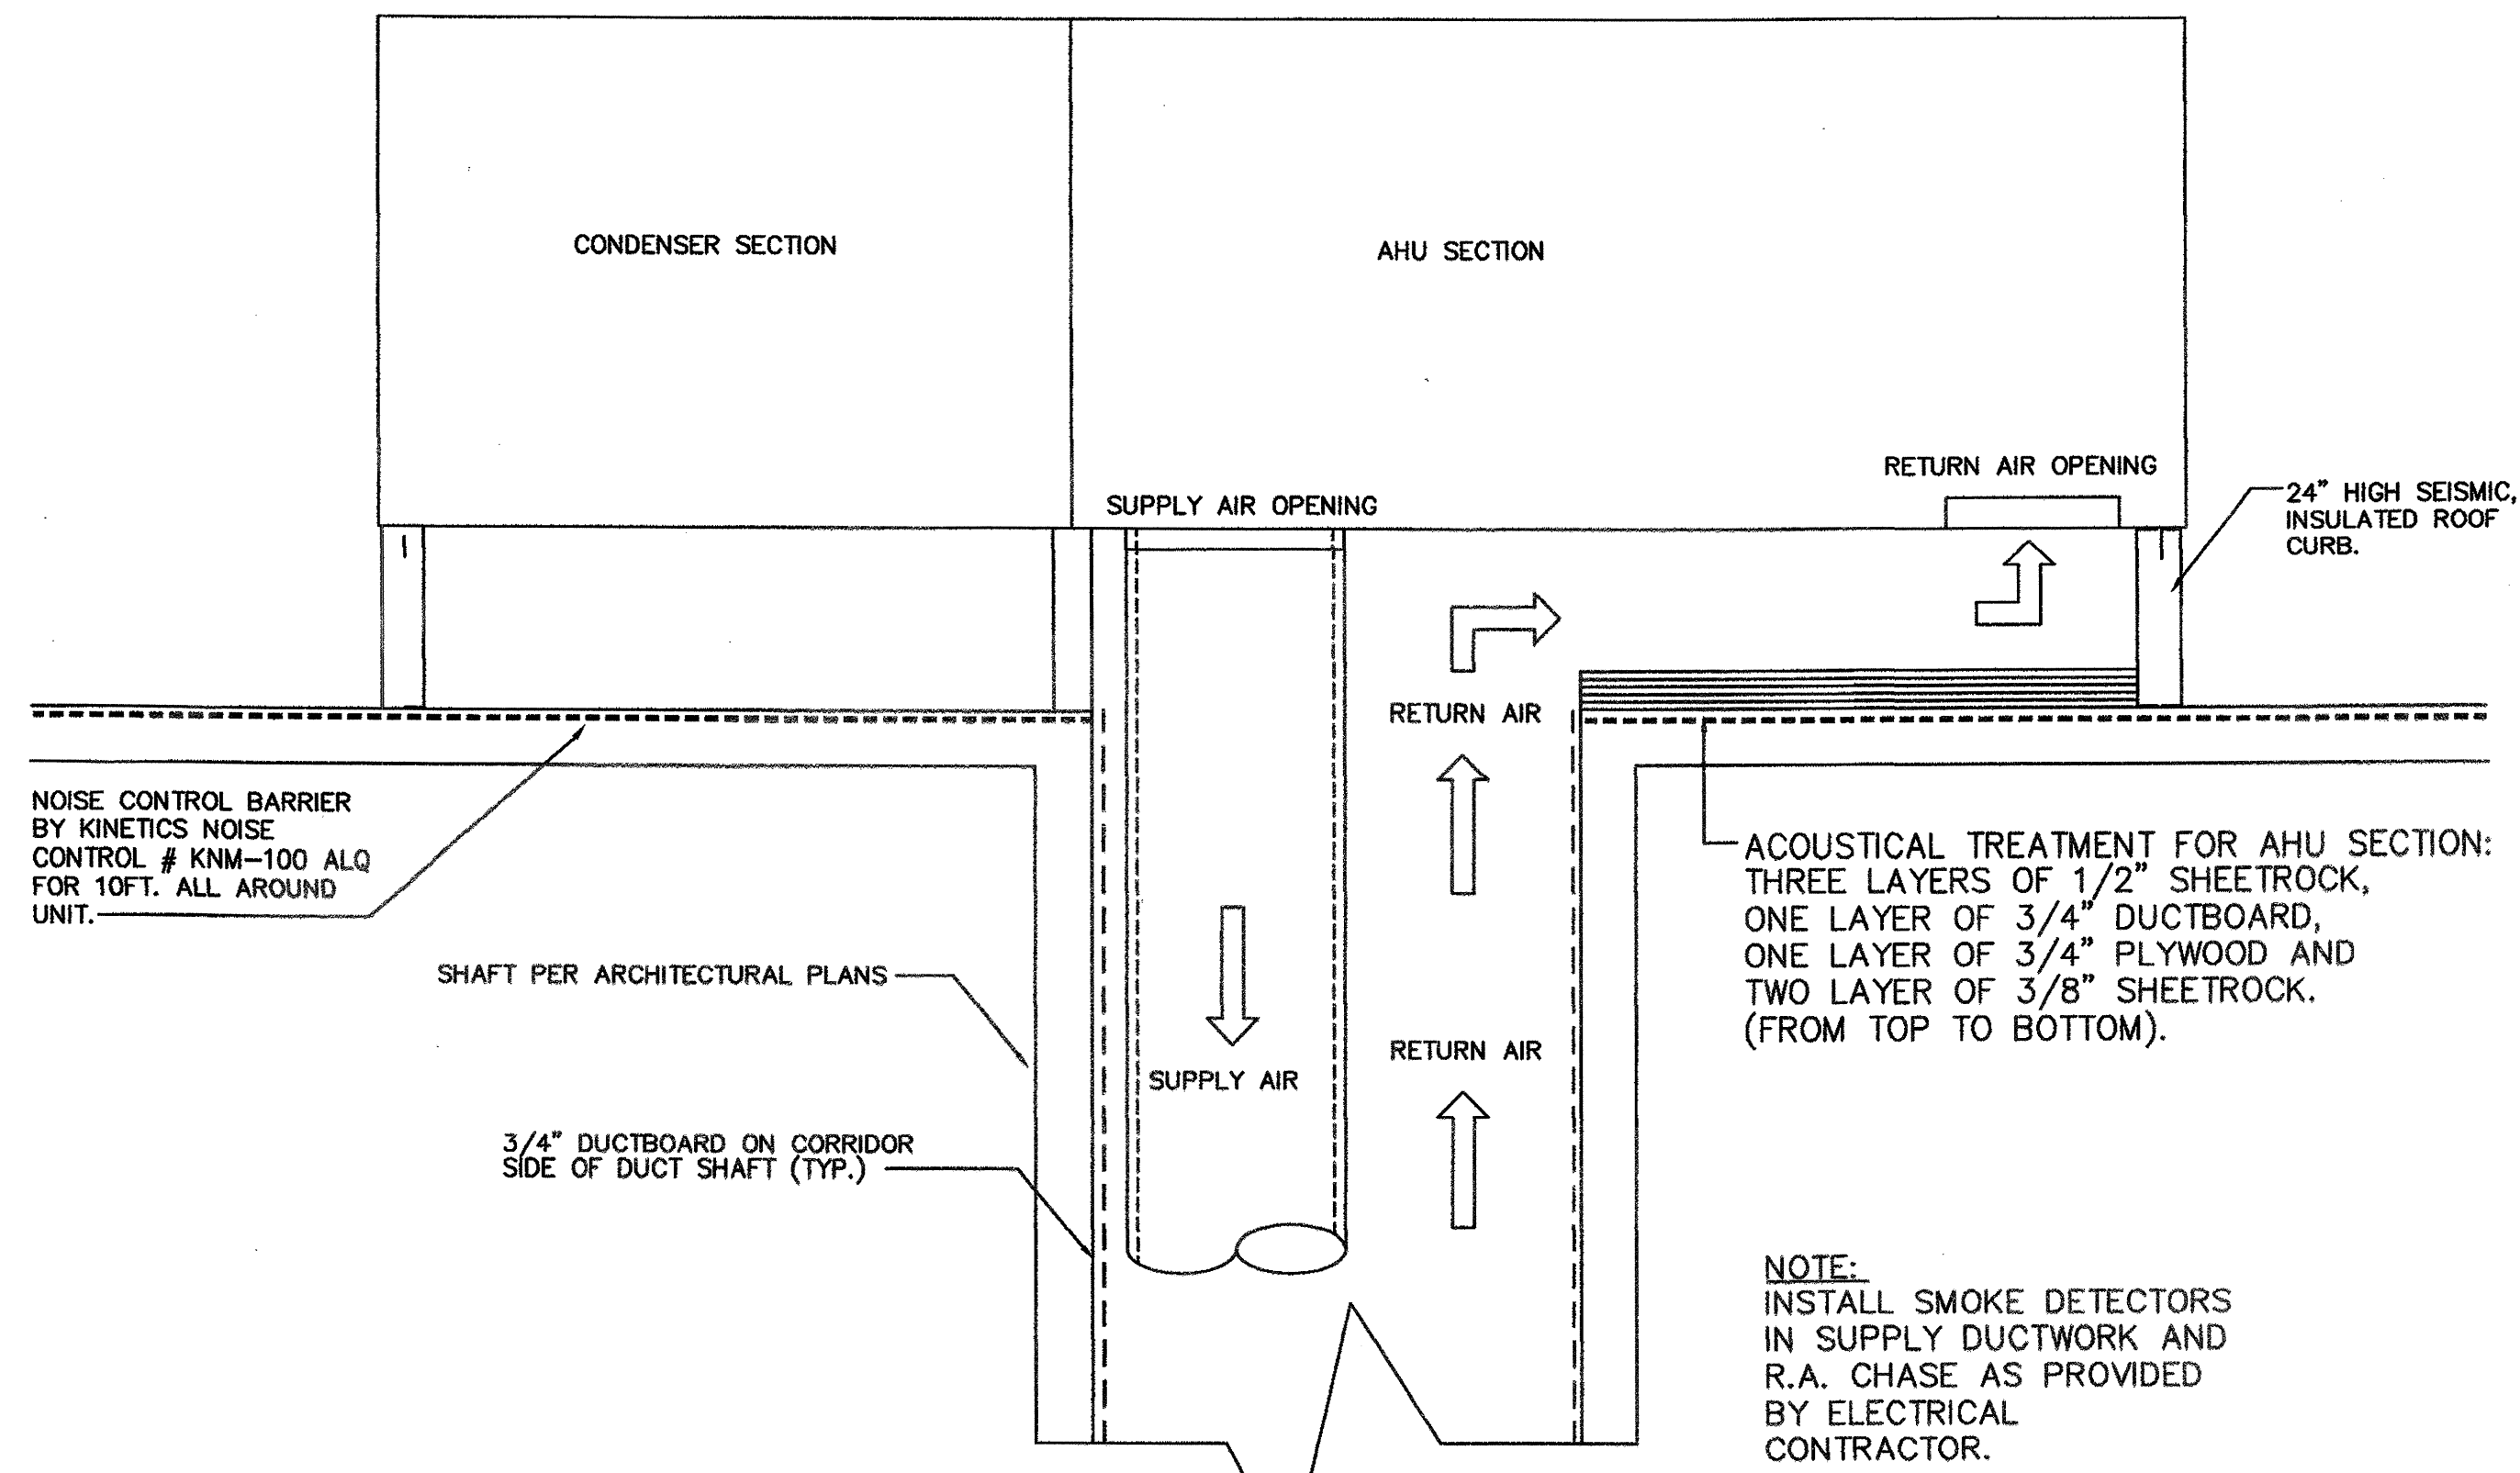 CONDENSER SECTION
AHU SECTION
RETURN AIR OPENING
SUPPLY AIR OPENING
24" HIGH SEISMIC,
INSULATED ROOF
CURB.
RETURN AIR
NOISE CONTROL BARRIER
BY KINETICS NOISE
CONTROL # KNM-100 ALQ
FOR 10FT. ALL AROUND
UNIT.
ACOUSTICAL TREATMENT FOR AHU SECTION:
THREE LAYERS OF 1/2" SHEETROCK,
ONE LAYER OF 3/4" DUCTBOARD,
ONE LAYER OF 3/4" PLYWOOD AND
TWO LAYER OF 3/8" SHEETROCK.
(FROM TOP TO BOTTOM).
SHAFT PER ARCHITECTURAL PLANS
RETURN AIR
SUPPLY AIR
3/4" DUCTBOARD ON CORRIDOR
SIDE OF DUCT SHAFT (TYP.)
NOTE:
INSTALL SMOKE DETECTORS
IN SUPPLY DUCTWORK AND
R.A. CHASE AS PROVIDED
BY ELECTRICAL
CONTRACTOR.